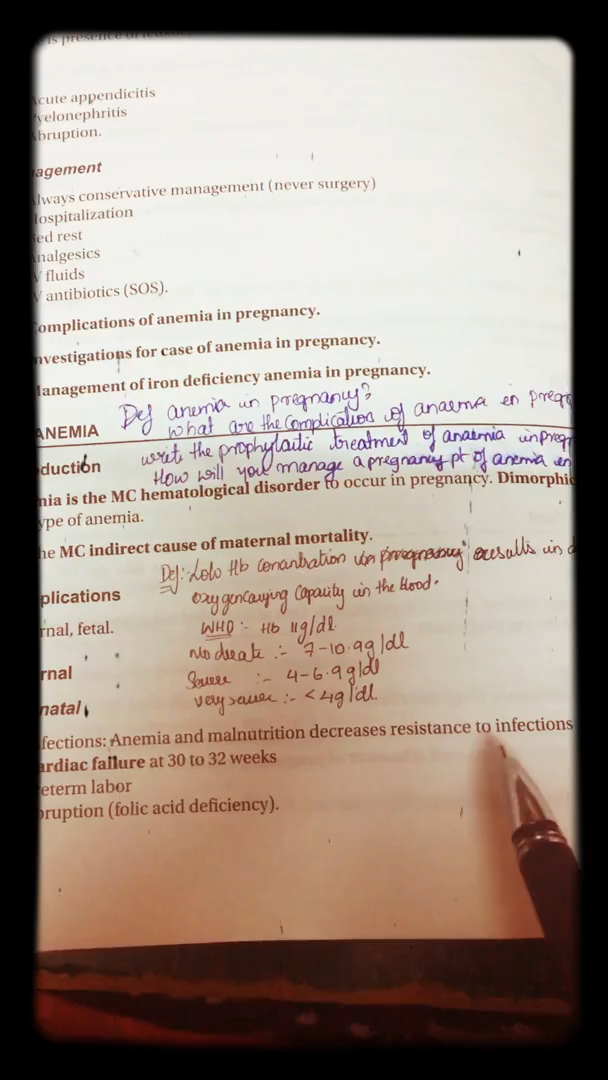 is presence of
cute appendicitis
yelonephritis
bruption.
agement
lways conservative management (never surgery)
ospitalization
ed rest
nalgesics
V fluids
V antibiotics (SOS).
omplications of anemia in pregnancy.
nvestigations for case of anemia in pregnancy.
anagement of iron deficiency anemia in pregnancy.
Def anemia in pregnancy?
what are the complication of anaema en preg
ANEMIA
write the prophylactic treatment of anaemia in preg
duction
How will you manage a pregnancy pt of anemia in
nia is the MC hematological disorder to occur in pregnancy. Dimorphic
ype of anemia.
he MC indirect cause of maternal mortality.
Def:- Low Hb in pregnancy results in d
plications
oxygen carrying capacity in the blood.
rnal, fetal.
WHO :- Hb 11g/dl.
Moderate :- 7-10.9g/dl
rnal
Severe :- 4-6.9g/dl
natal
very severe :- <4g/dl
fections: Anemia and malnutrition decreases resistance to infections
ardiac failure at 30 to 32 weeks
eterm labor
bruption (folic acid deficiency).